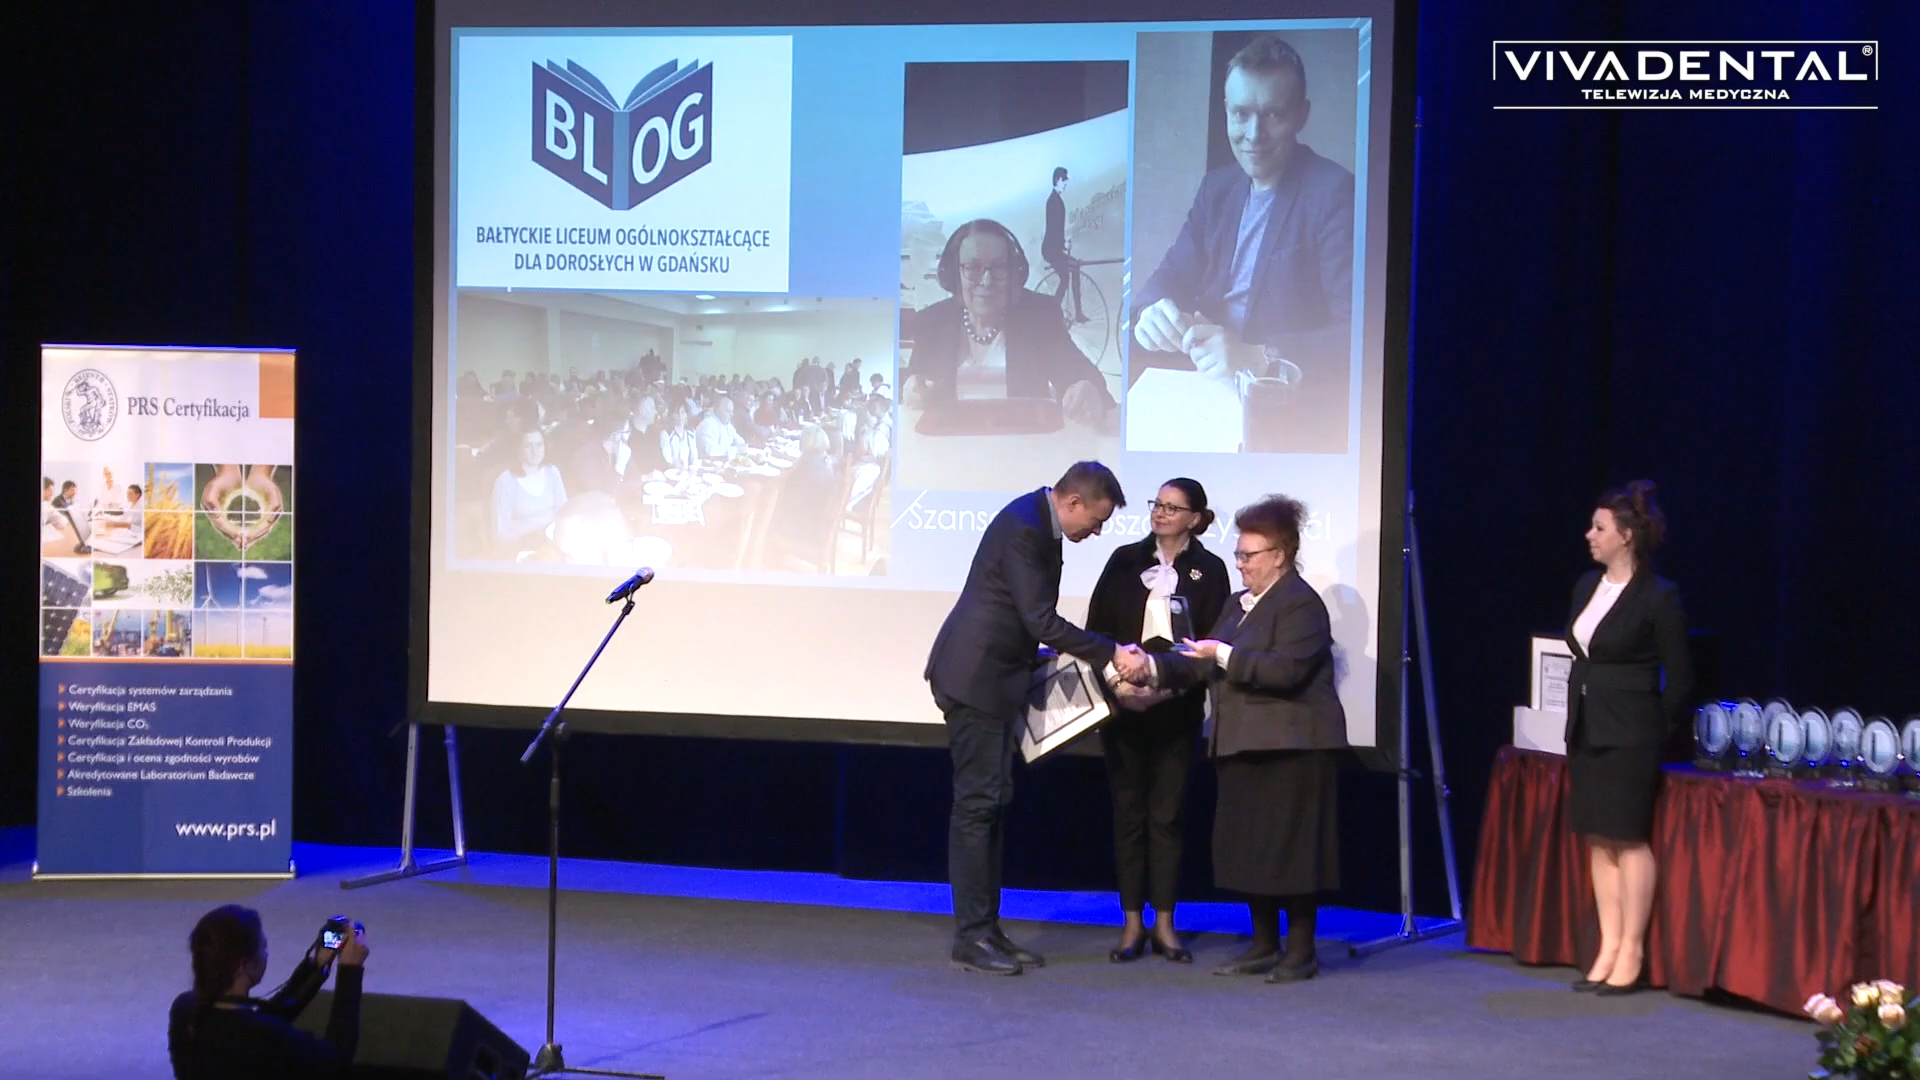 VIVADENTAL®
TELEWIZJA MEDYCZNA
BLOG
BAŁTYCKIE LICEUM OGÓLNOKSZTAŁCĄCE
DLA DOROSŁYCH W GDAŃSKU
PRS Certyfikacja
Certyfikacja systemów zarządzania
Weryfikacja EMAS
Weryfikacja CO₂
Certyfikacja Zakładowej Kontroli Produkcji
Certyfikacja i ocena zgodności wyrobów
Akredytowane Laboratorium Badawcze
Szkolenia
www.prs.pl